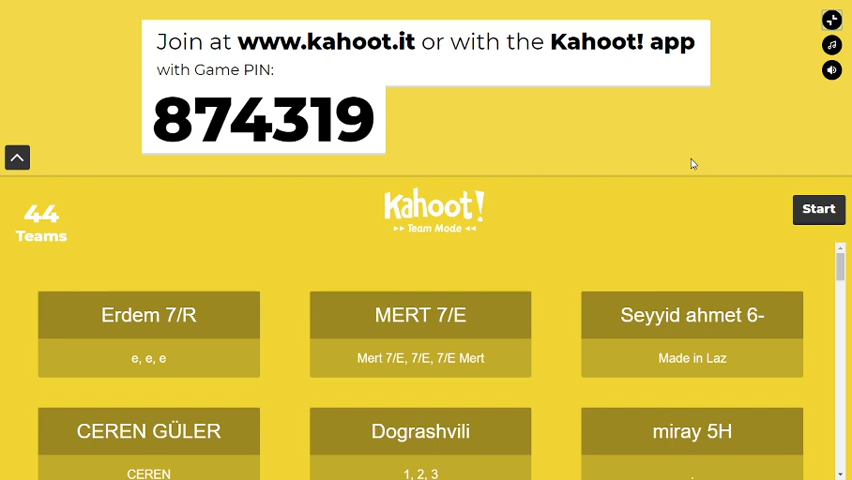 Join at www.kahoot.it or with the Kahoot! app
with Game PIN:
874319
44
Teams
Kahoot!
Team Mode
Start
Erdem 7/R
e, e, e
MERT 7/E
Mert 7/E, 7/E, 7/E Mert
Seyyid ahmet 6-
Made in Laz
CEREN GÜLER
CEREN
Dograshvili
1, 2, 3
miray 5H
.